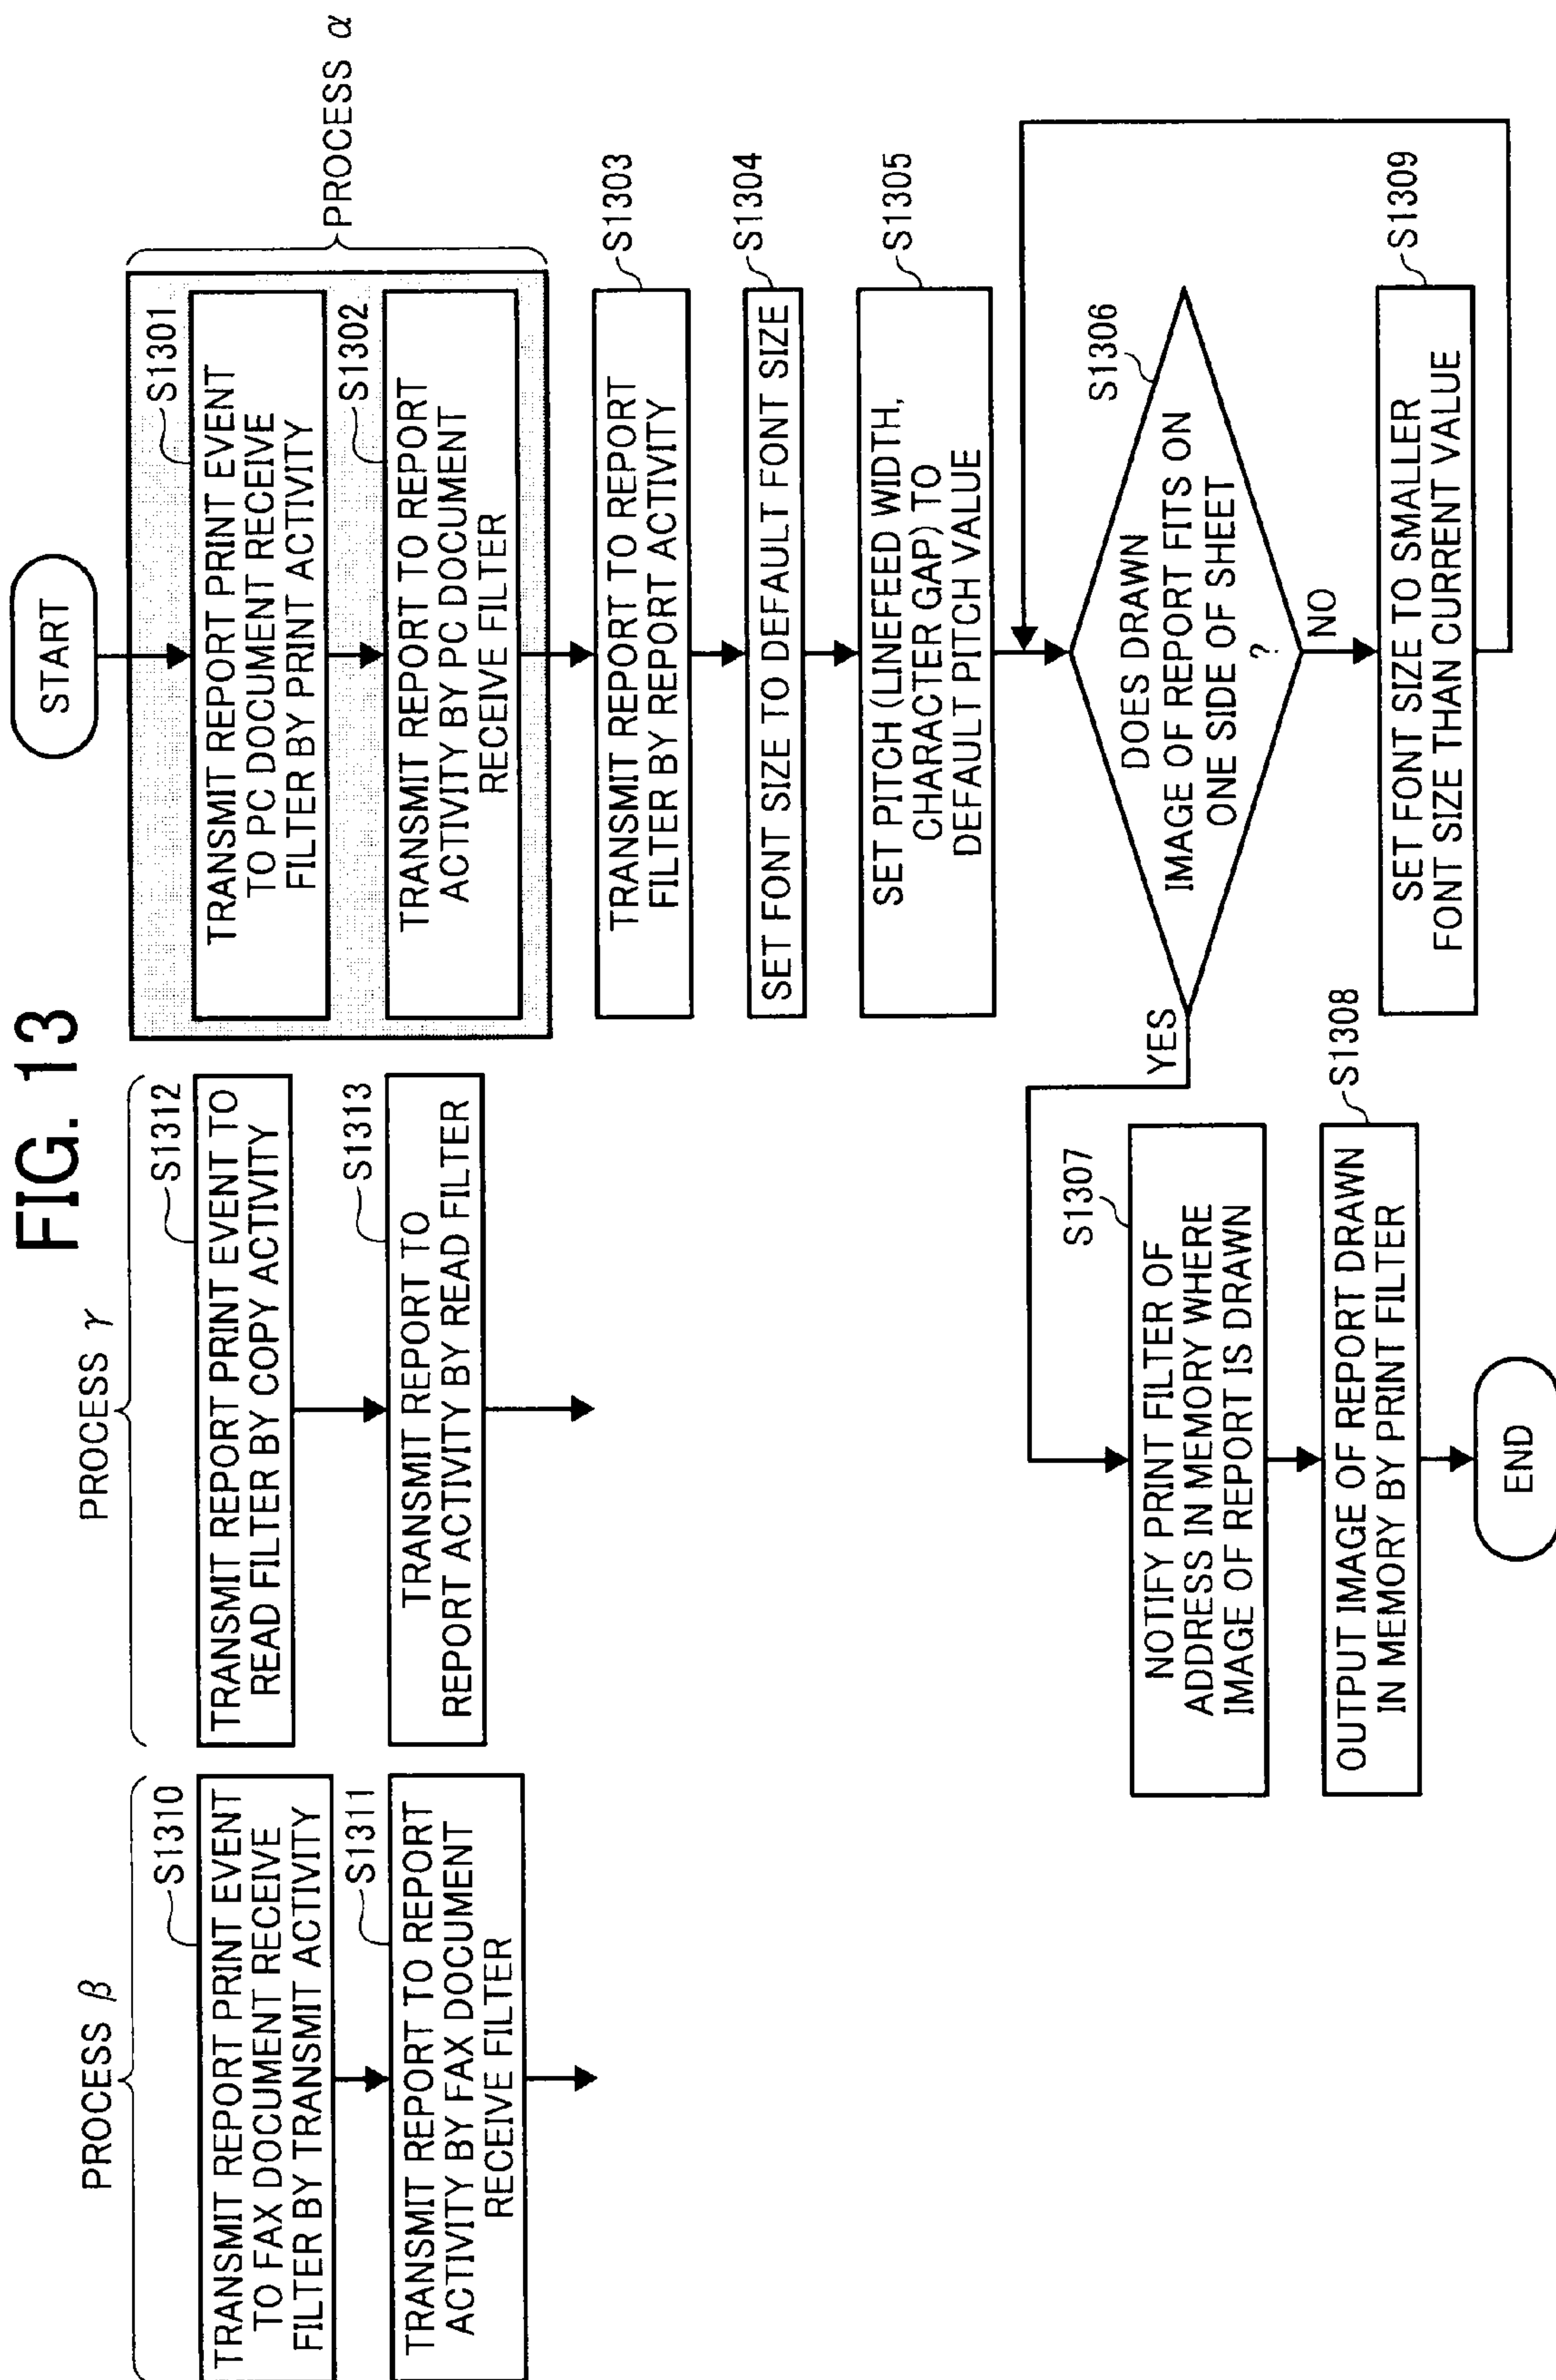 FIG. 13
START
PROCESS α
S1301
TRANSMIT REPORT PRINT EVENT
TO PC DOCUMENT RECEIVE
FILTER BY PRINT ACTIVITY
S1302
TRANSMIT REPORT TO REPORT
ACTIVITY BY PC DOCUMENT
RECEIVE FILTER
S1303
TRANSMIT REPORT TO REPORT
FILTER BY REPORT ACTIVITY
S1304
SET FONT SIZE TO DEFAULT FONT SIZE
S1305
SET PITCH (LINEFEED WIDTH,
CHARACTER GAP) TO
DEFAULT PITCH VALUE
S1306
DOES DRAWN
IMAGE OF REPORT FITS ON
ONE SIDE OF SHEET
?
NO
S1309
SET FONT SIZE TO SMALLER
FONT SIZE THAN CURRENT VALUE
YES
S1307
NOTIFY PRINT FILTER OF
ADDRESS IN MEMORY WHERE
IMAGE OF REPORT IS DRAWN
S1308
OUTPUT IMAGE OF REPORT DRAWN
IN MEMORY BY PRINT FILTER
END
PROCESS γ
S1312
TRANSMIT REPORT PRINT EVENT TO
READ FILTER BY COPY ACTIVITY
S1313
TRANSMIT REPORT TO
REPORT ACTIVITY BY READ FILTER
PROCESS β
S1310
TRANSMIT REPORT PRINT EVENT
TO FAX DOCUMENT RECEIVE
FILTER BY TRANSMIT ACTIVITY
S1311
TRANSMIT REPORT TO REPORT
ACTIVITY BY FAX DOCUMENT
RECEIVE FILTER